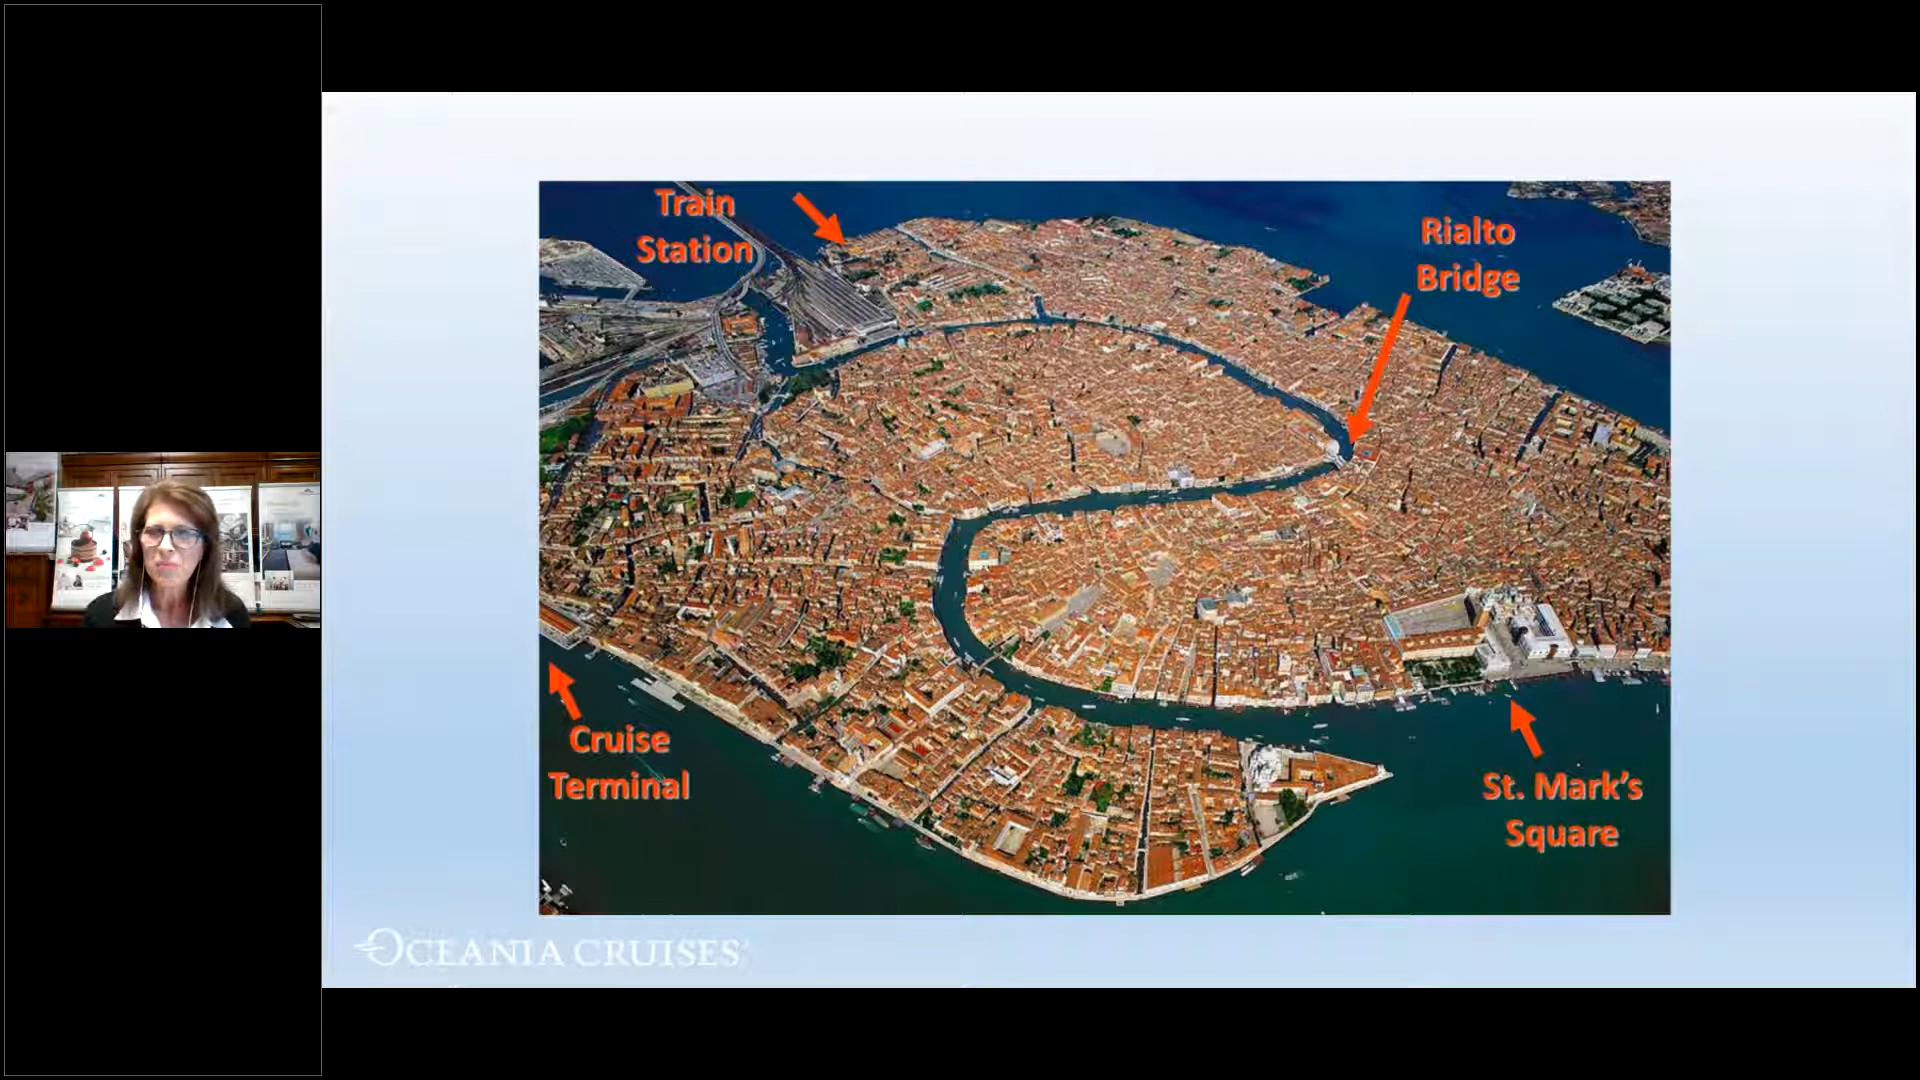 Train
Station
Rialto
Bridge
Cruise
Terminal
St. Mark's
Square
OCEANIA CRUISES